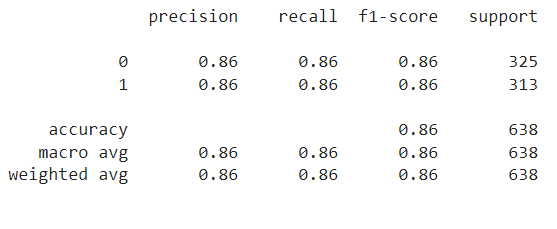 precision recall f1-score support
0 0.86 0.86 0.86 325
1 0.86 0.86 0.86 313
accuracy 0.86 638
macro avg 0.86 0.86 0.86 638
weighted avg 0.86 0.86 0.86 638